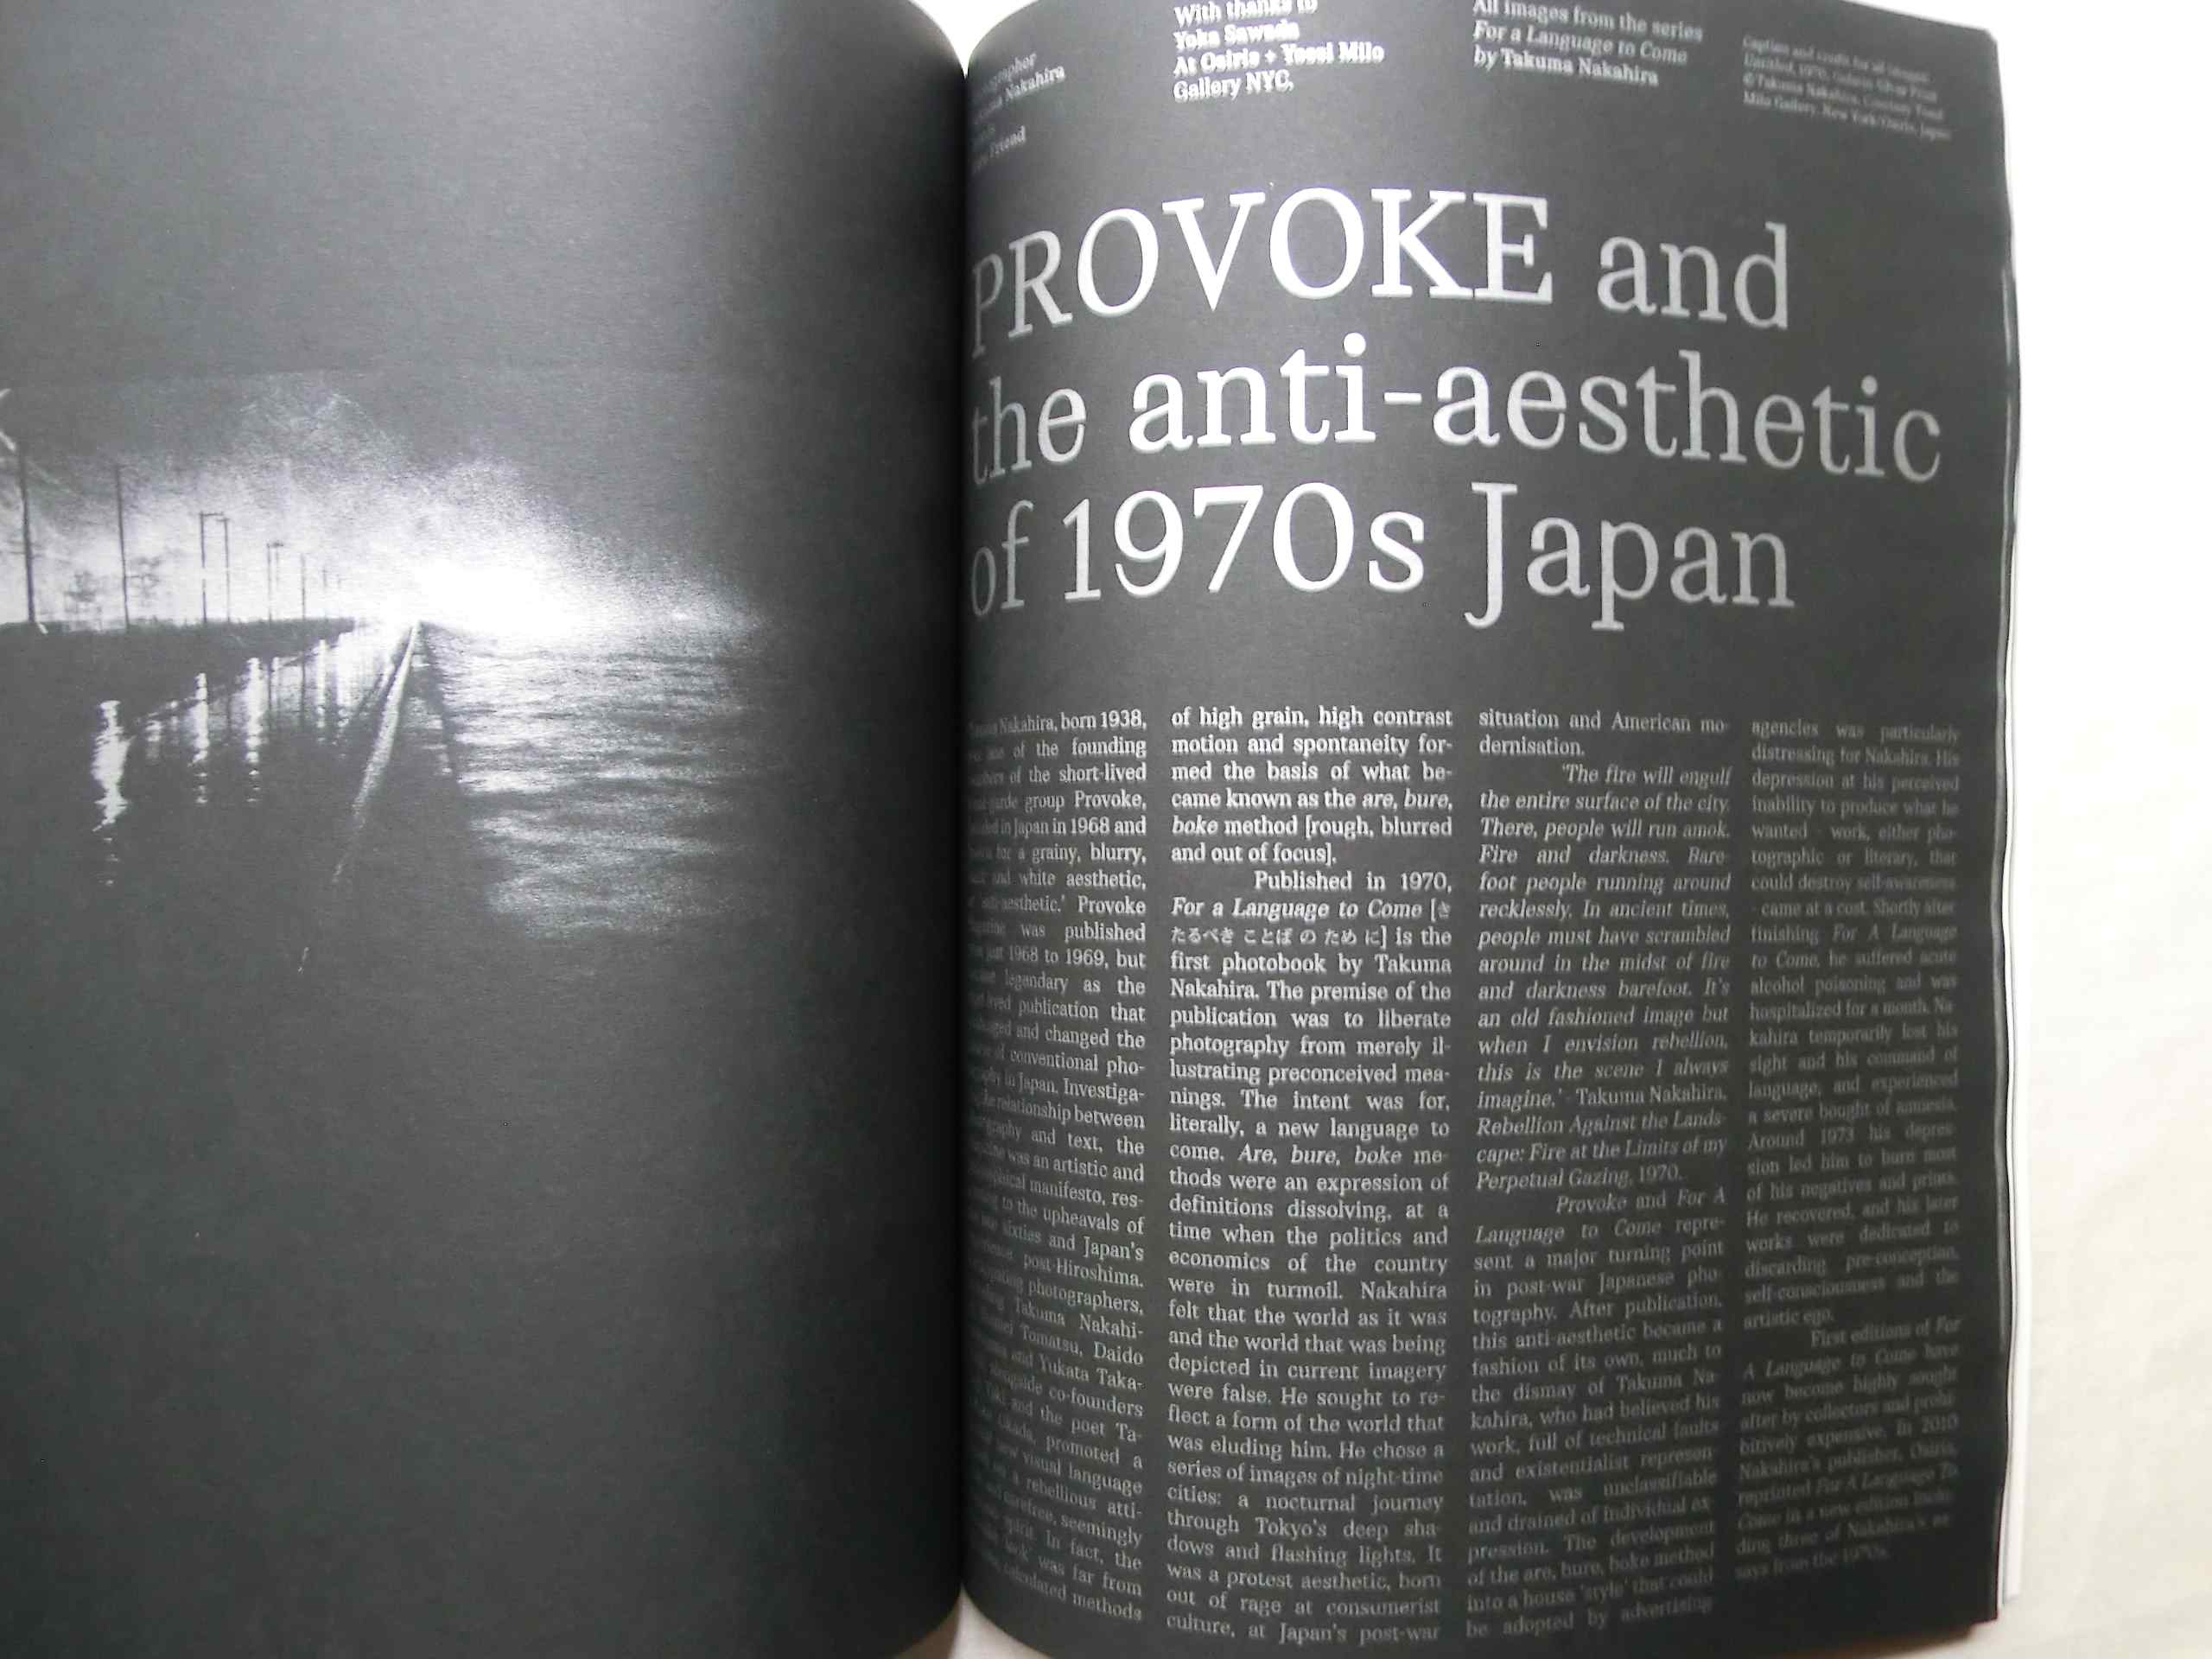 Nakahira
Friend
With thanks to
Yoka Sawada
At Osiris + Yossi Milo
Gallery NYC.
All images from the series
For a Language to Come
by Takuma Nakahira
Caption and credits for all images:
Untitled, 1970, Gelatin Silver Print
©Takuma Nakahira, Courtesy Yossi
Milo Gallery, New York/Osiris, Japan
PROVOKE and
the anti-aesthetic
of 1970s Japan
Nakahira, born 1938,
of the founding
of the short-lived
group Provoke,
in Japan in 1968 and
for a grainy, blurry,
and white aesthetic,
Provoke
was published
1968 to 1969, but
legendary as the
publication that
and changed the
of conventional pho-
in Japan. Investiga-
relationship between
and text, the
was an artistic and
manifesto, res-
to the upheavals of
sixties and Japan's
post-Hiroshima.
photographers,
Takuma Nakahi-
Tomatsu, Daido
and Yukata Taka-
co-founders
and the poet Ta-
promoted a
visual language
a rebellious atti-
carefree, seemingly
spirit. In fact, the
look was far from
calculated methods
of high grain, high contrast
motion and spontaneity for-
med the basis of what be-
came known as the are, bure,
boke method [rough, blurred
and out of focus].
Published in 1970,
For a Language to Come [き
たるべき ことば の ため に] is the
first photobook by Takuma
Nakahira. The premise of the
publication was to liberate
photography from merely il-
lustrating preconceived mea-
nings. The intent was for,
literally, a new language to
come. Are, bure, boke me-
thods were an expression of
definitions dissolving, at a
time when the politics and
economics of the country
were in turmoil. Nakahira
felt that the world as it was
and the world that was being
depicted in current imagery
were false. He sought to re-
flect a form of the world that
was eluding him. He chose a
series of images of night-time
cities: a nocturnal journey
through Tokyo's deep sha-
dows and flashing lights. It
was a protest aesthetic, born
out of rage at consumerist
culture, at Japan's post-war
situation and American mo-
dernisation.
'The fire will engulf
the entire surface of the city.
There, people will run amok.
Fire and darkness. Bare-
foot people running around
recklessly. In ancient times,
people must have scrambled
around in the midst of fire
and darkness barefoot. It's
an old fashioned image but
when I envision rebellion,
this is the scene I always
imagine.' - Takuma Nakahira,
Rebellion Against the Lands-
cape: Fire at the Limits of my
Perpetual Gazing, 1970.
Provoke and For A
Language to Come repre-
sent a major turning point
in post-war Japanese pho-
tography. After publication,
this anti-aesthetic became a
fashion of its own, much to
the dismay of Takuma Na-
kahira, who had believed his
work, full of technical faults
and existentialist represen-
tation, was unclassifiable
and drained of individual ex-
pression. The development
of the are, bure, boke method
into a house 'style' that could
be adopted by advertising
agencies was particularly
distressing for Nakahira. His
depression at his perceived
inability to produce what he
wanted - work, either pho-
tographic or literary, that
could destroy self-awareness
- came at a cost. Shortly after
finishing For A Language
to Come, he suffered acute
alcohol poisoning and was
hospitalized for a month. Na-
kahira temporarily lost his
sight and his command of
language, and experienced
a severe bought of amnesia.
Around 1973 his depres-
sion led him to burn most
of his negatives and prints.
He recovered, and his later
works were dedicated to
discarding pre-conception,
self-consciousness and the
artistic ego.
First editions of For
A Language to Come have
now become highly sought
after by collectors and prohi-
bitively expensive. In 2010
Nakahira's publisher, Osiris,
reprinted For A Language To
Come in a new edition inclu-
ding three of Nakahira's es-
says from the 1970s.